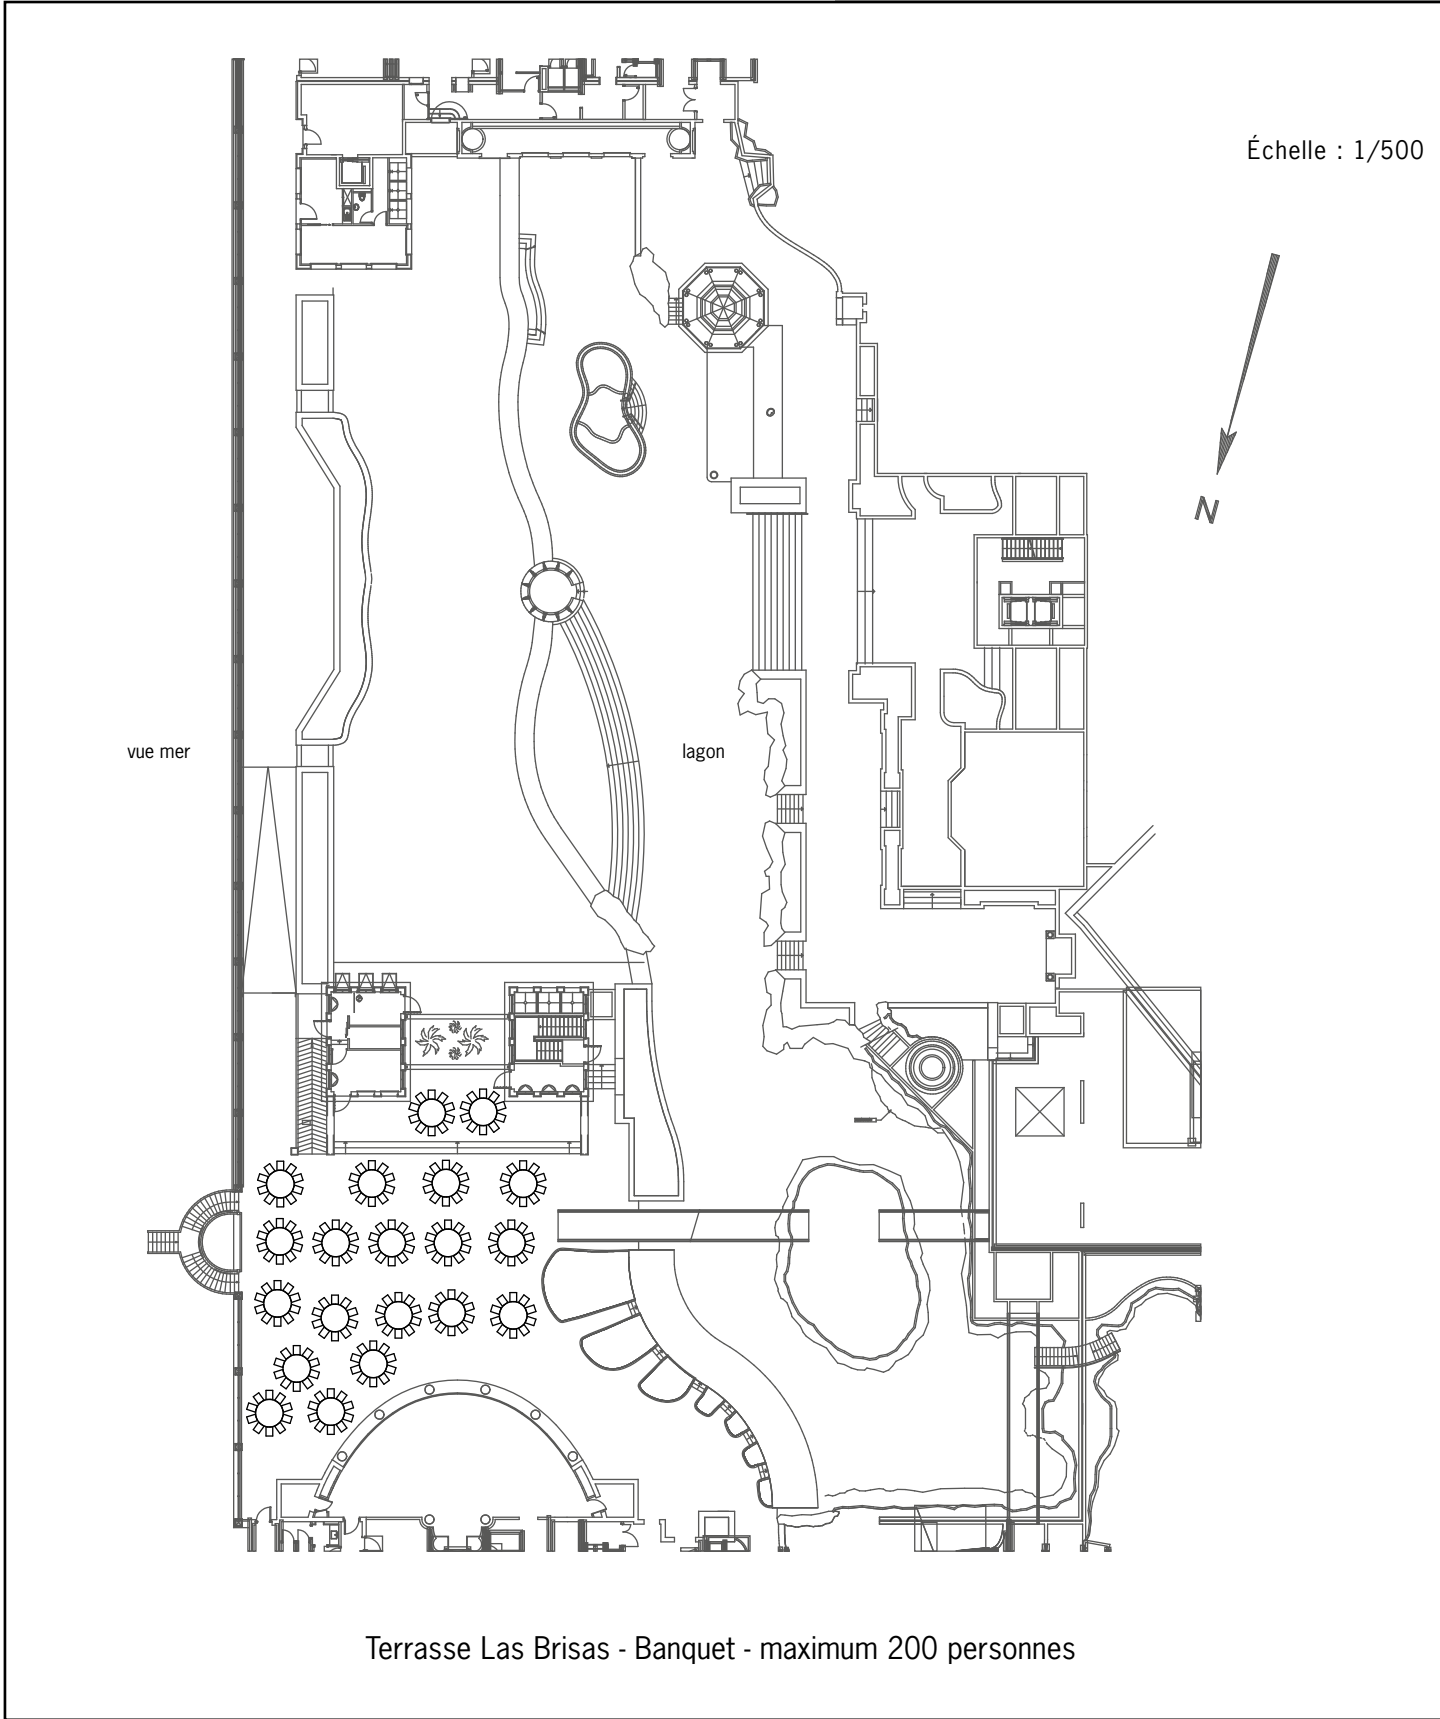 Échelle : 1/500
N
vue mer
lagon
Terrasse Las Brisas - Banquet - maximum 200 personnes